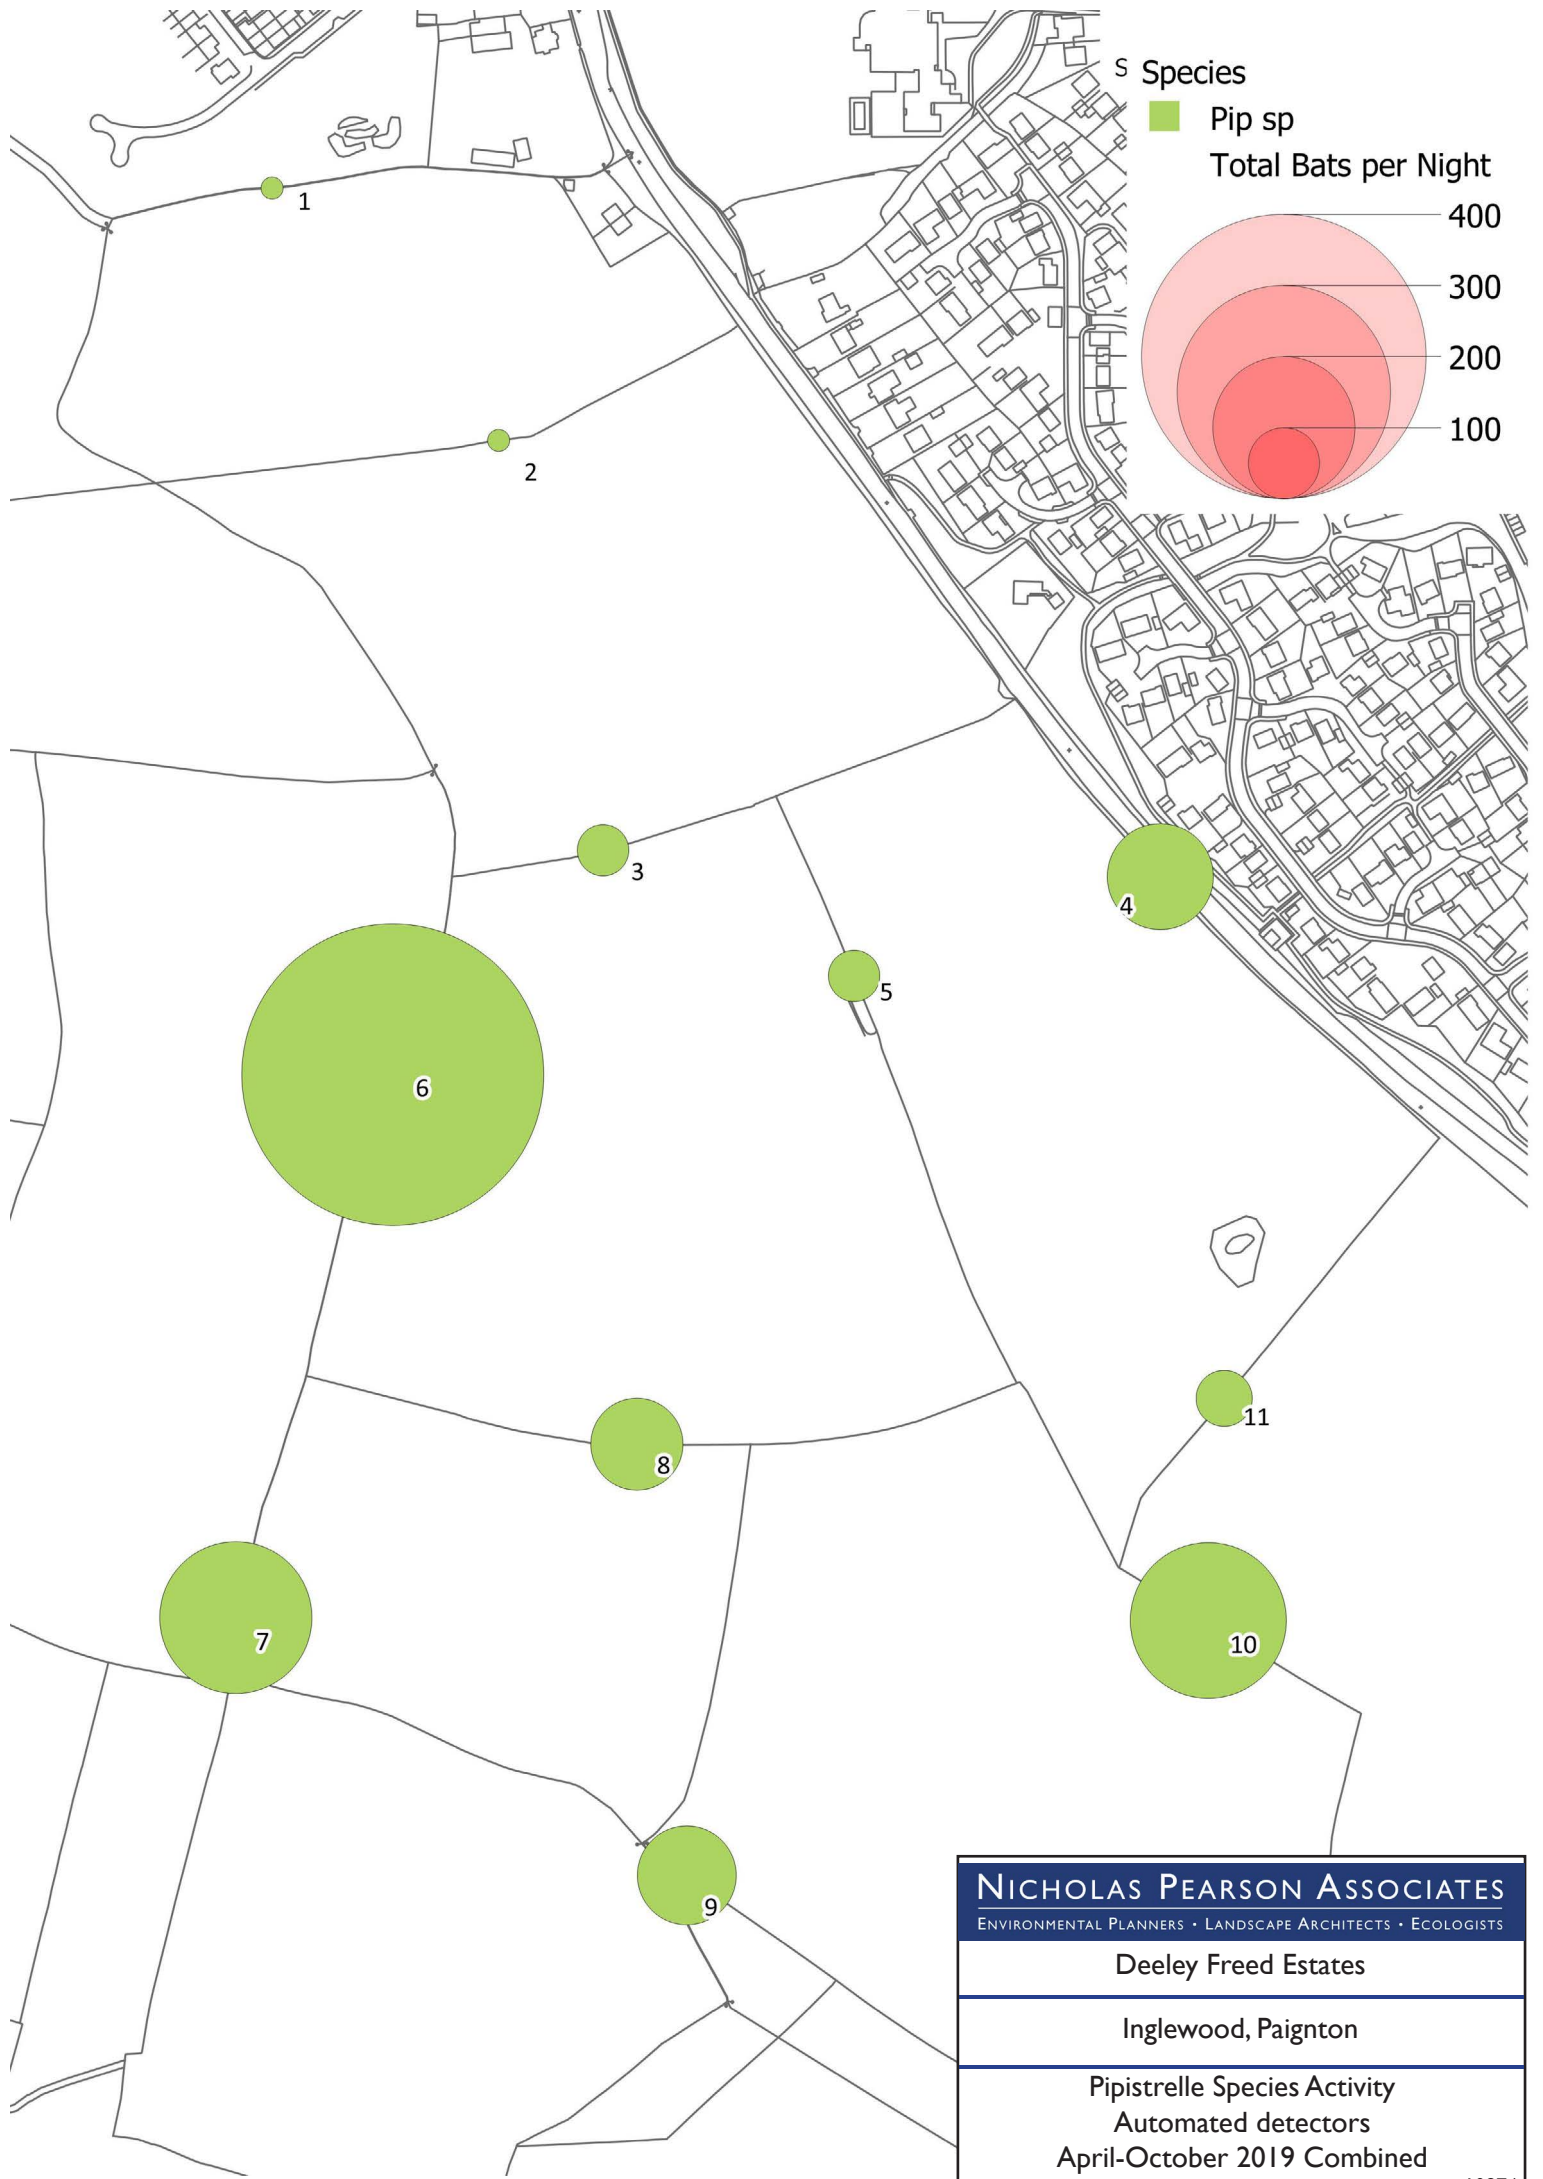 S Species
Pip sp
Total Bats per Night
400
300
200
100
1
2
3
4
5
6
7
8
9
10
11
NICHOLAS PEARSON ASSOCIATES
ENVIRONMENTAL PLANNERS • LANDSCAPE ARCHITECTS • ECOLOGISTS
Deeley Freed Estates
Inglewood, Paignton
Pipistrelle Species Activity
Automated detectors
April-October 2019 Combined